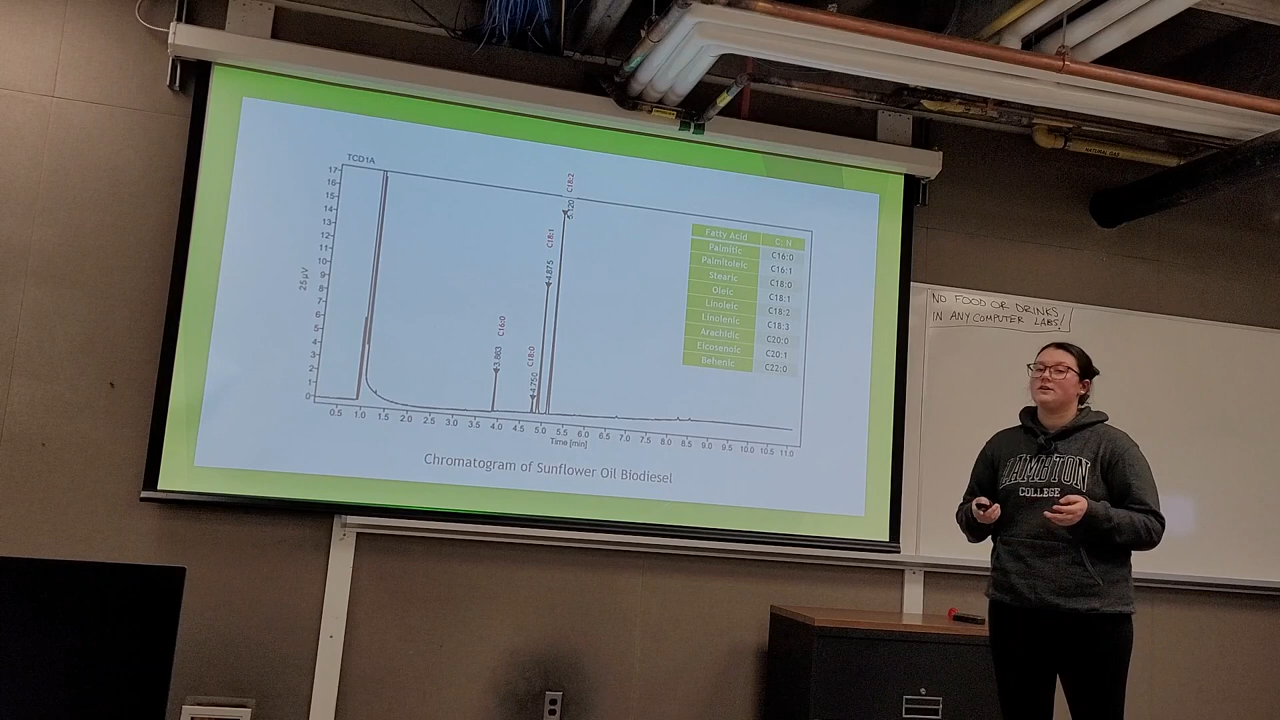 TCD1A
17
16
15
14
13
12
11
10
9
8
7
6
5
4
3
2
1
0
25 µV
C16:0
3.863
C18:0
4.750
C18:1
4.875
C18:2
5.120
0.5 1.0 1.5 2.0 2.5 3.0 3.5 4.0 4.5 5.0 5.5 6.0 6.5 7.0 7.5 8.0 8.5 9.0 9.5 10.0 10.5 11.0
Time [min]
Fatty Acid C: N
Palmitic C16:0
Palmitoleic C16:1
Stearic C18:0
Oleic C18:1
Linoleic C18:2
Linolenic C18:3
Arachidic C20:0
Eicosenoic C20:1
Behenic C22:0
Chromatogram of Sunflower Oil Biodiesel
NATURAL GAS
NO FOOD OR DRINKS
IN ANY COMPUTER LABS!
LAMBTON
COLLEGE